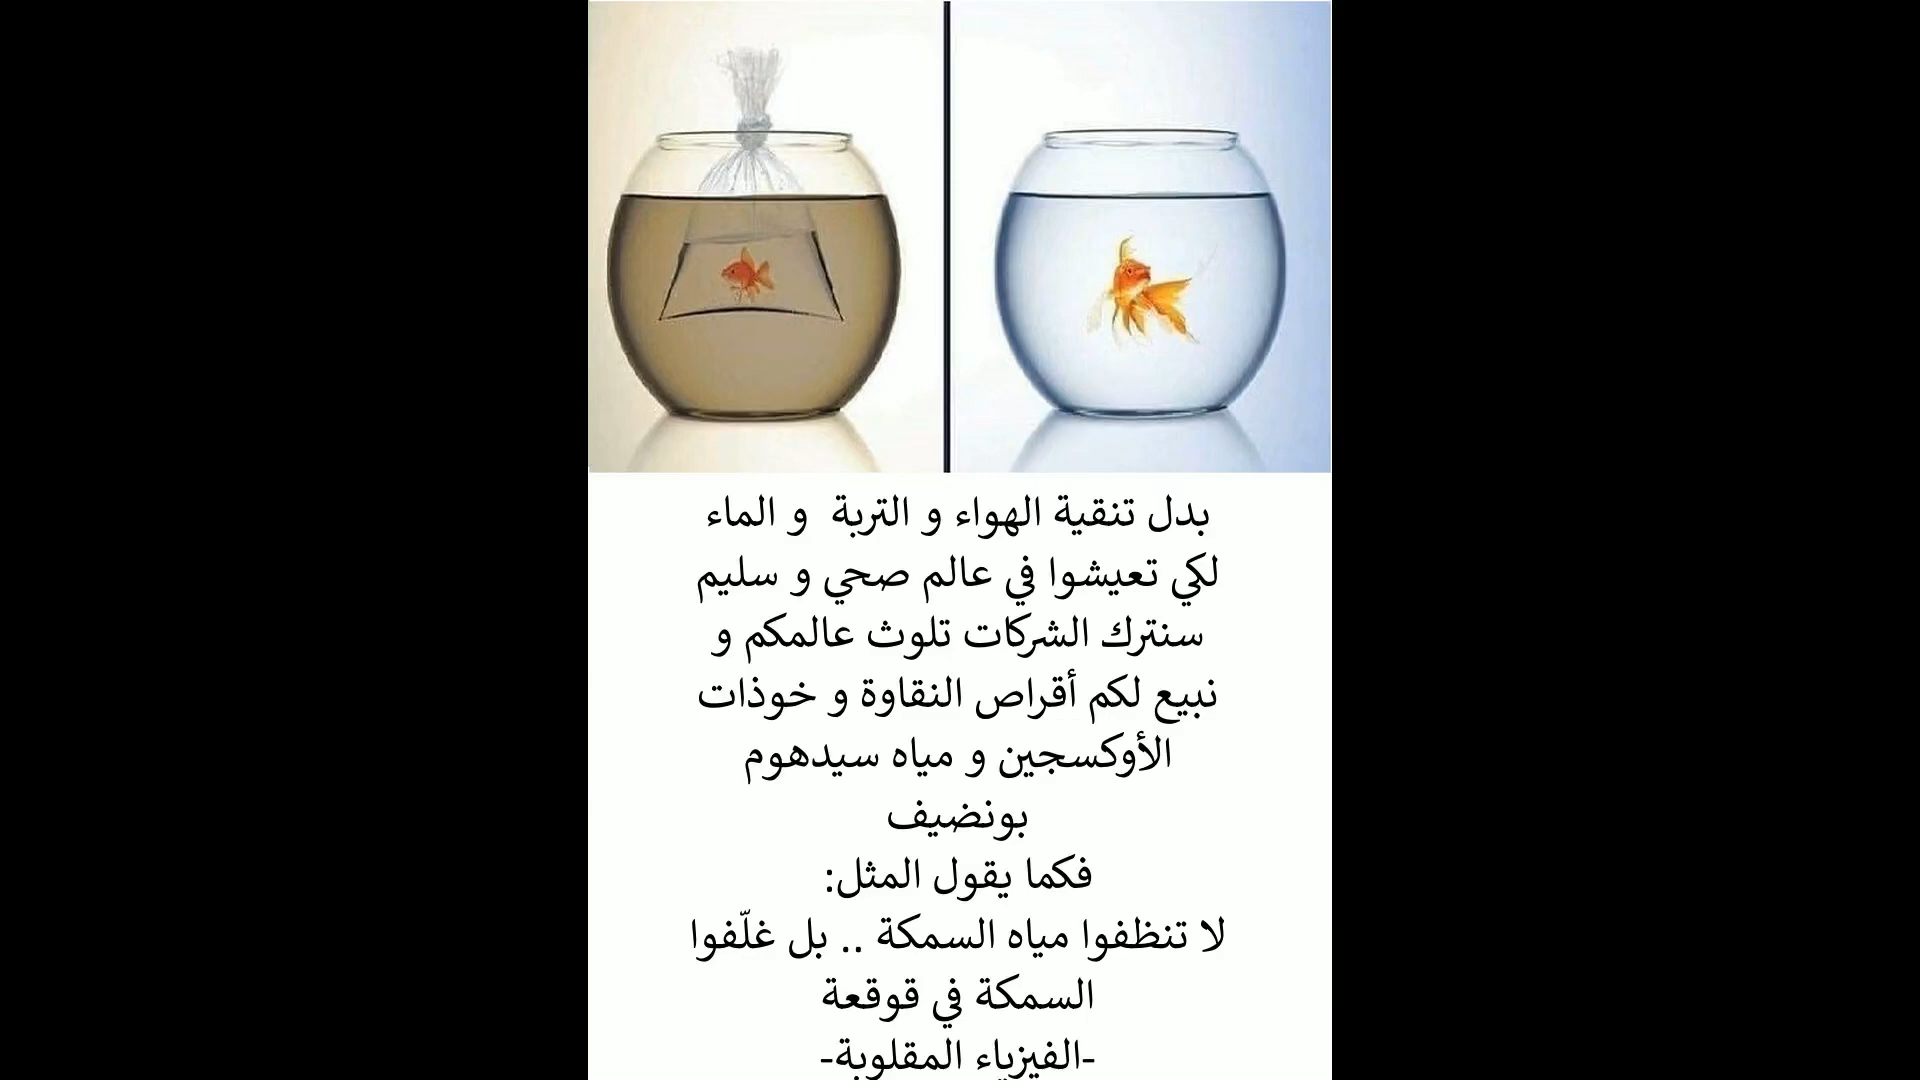 بدل تنقية الهواء و التربة و الماء
لكي تعيشوا في عالم صحي و سليم
سنترك الشركات تلوث عالمكم و
نبيع لكم أقراص النقاوة و خوذات
الأوكسجين و مياه سيدهوم
بونضيف
فكما يقول المثل:
لا تنظفوا مياه السمكة .. بل غلّفوا
السمكة في قوقعة
-الفيزياء المقلوبة-